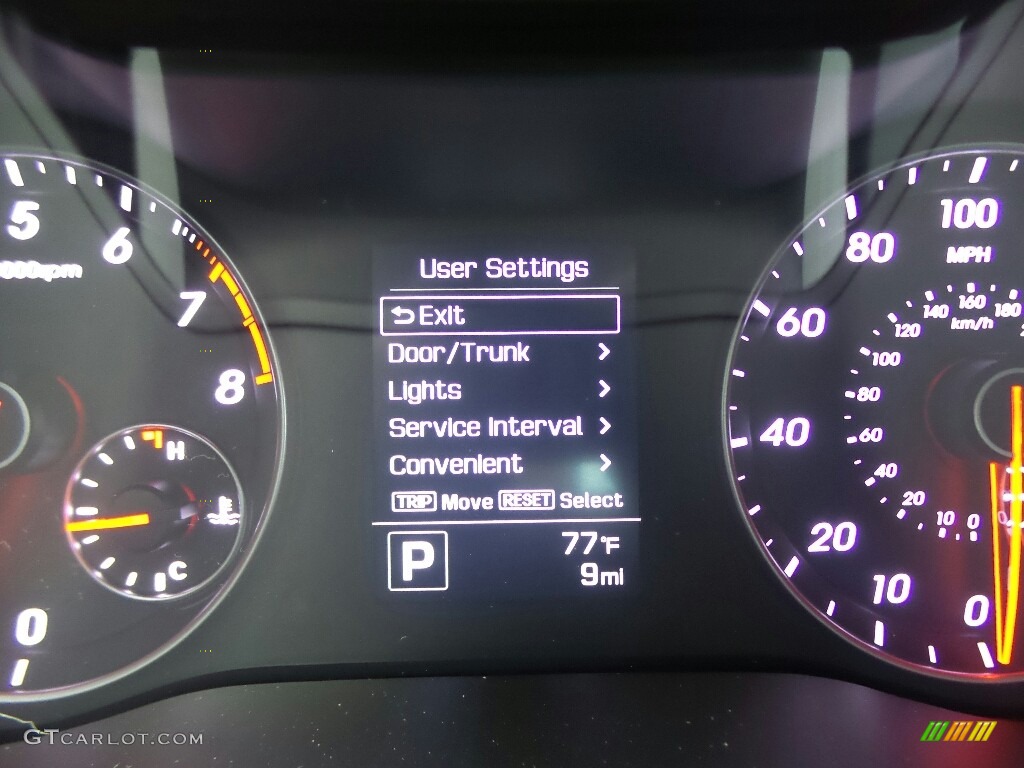 User Settings
Exit
Door/Trunk
Lights
Service Interval
Convenient
TRIP Move RESET Select
P
77°F
9mi
5
6
7
8
0
H
C
100
MPH
80
60
40
20
10
0
180
160
140
km/h
120
100
80
60
40
20
10
0
GTCARLOT.COM